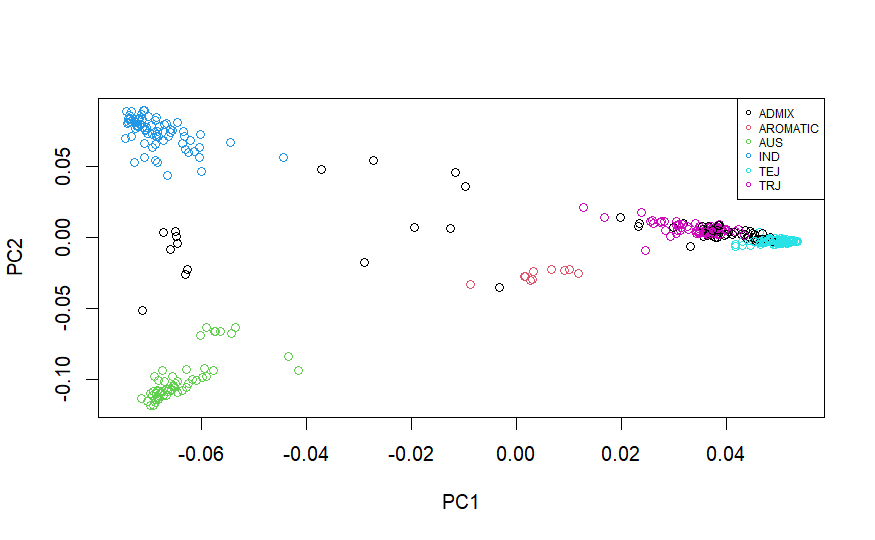 ADMIX
AROMATIC
AUS
IND
TEJ
TRJ
0.05
0.00
-0.05
-0.10
PC2
-0.06
-0.04
-0.02
0.00
0.02
0.04
PC1